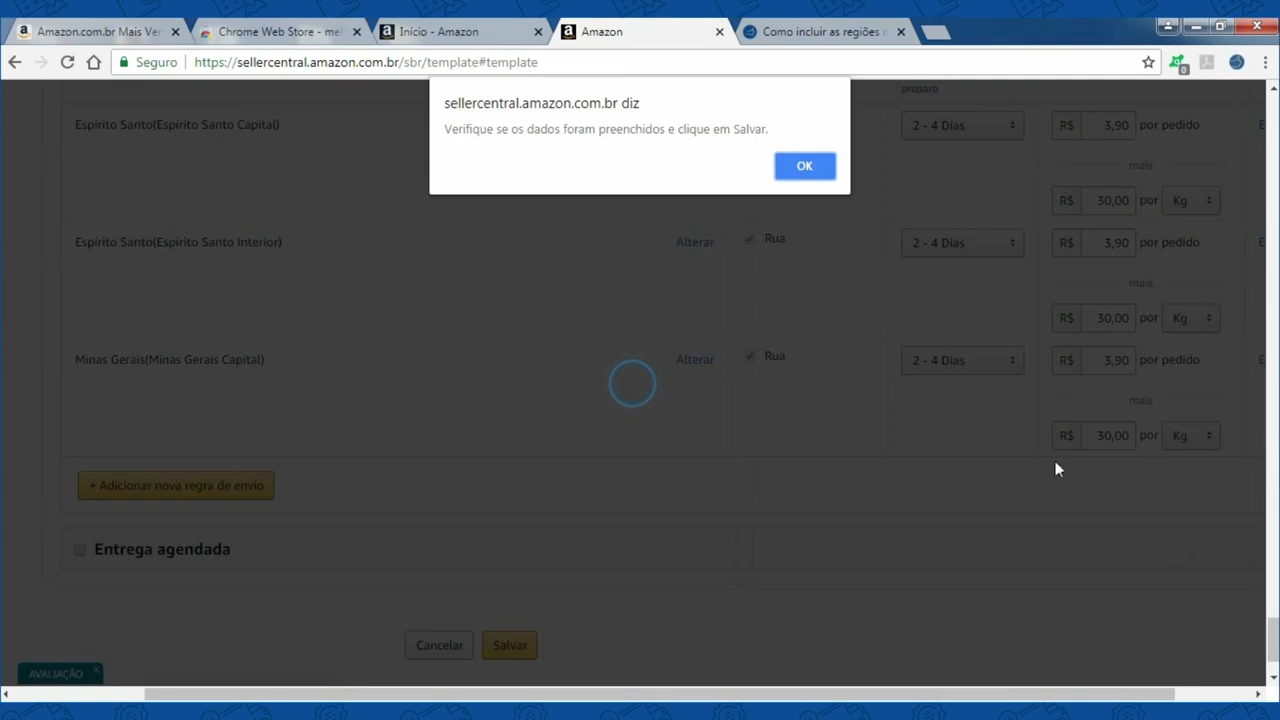 Amazon.com.br Mais Ver
Chrome Web Store - mel
Início - Amazon
Amazon
Como incluir as regiões n
Seguro
https://sellercentral.amazon.com.br/sbr/template#template
0
preparo
sellercentral.amazon.com.br diz
Verifique se os dados foram preenchidos e clique em Salvar.
OK
Espírito Santo(Espírito Santo Capital)
2 - 4 Dias
R$ 3,90 por pedido
E
mais
R$ 30,00 por Kg
Espírito Santo(Espírito Santo Interior)
Alterar
Rua
2 - 4 Dias
R$ 3,90 por pedido
E
mais
R$ 30,00 por Kg
Minas Gerais(Minas Gerais Capital)
Alterar
Rua
2 - 4 Dias
R$ 3,90 por pedido
E
mais
R$ 30,00 por Kg
+ Adicionar nova regra de envio
Entrega agendada
Cancelar
Salvar
AVALIAÇÃO